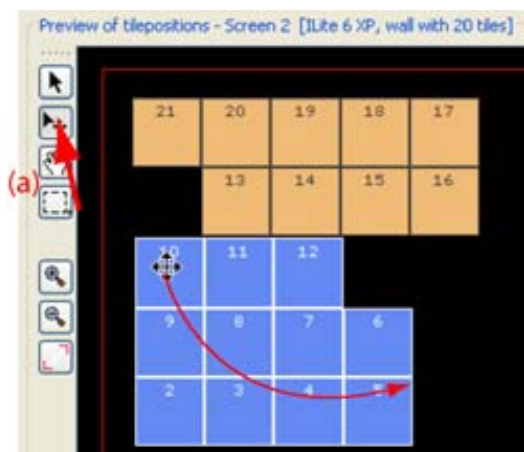 Preview of tilepositions - Screen 2 [ILite 6 XP, wall with 20 tiles]
21 20 19 18 17
13 14 15 16
(a)
10 11 12
9 8 7 6
2 3 4 5